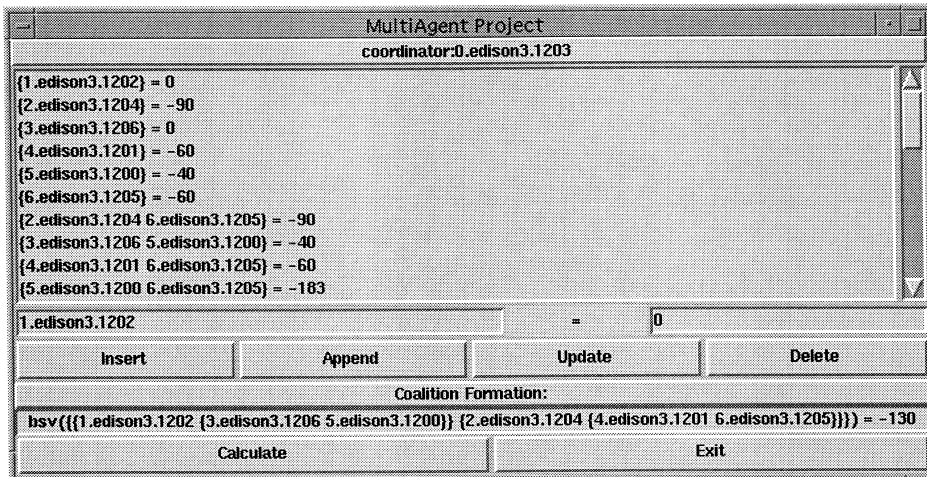 MultiAgent Project
coordinator:0.edison3.1203
{1.edison3.1202} = 0
{2.edison3.1204} = -90
{3.edison3.1206} = 0
{4.edison3.1201} = -60
{5.edison3.1200} = -40
{6.edison3.1205} = -60
{2.edison3.1204 6.edison3.1205} = -90
{3.edison3.1206 5.edison3.1200} = -40
{4.edison3.1201 6.edison3.1205} = -60
{5.edison3.1200 6.edison3.1205} = -183
1.edison3.1202 = 0
Insert Append Update Delete
Coalition Formation:
bsv({{1.edison3.1202 {3.edison3.1206 5.edison3.1200}} {2.edison3.1204 {4.edison3.1201 6.edison3.1205}}}) = -130
Calculate Exit